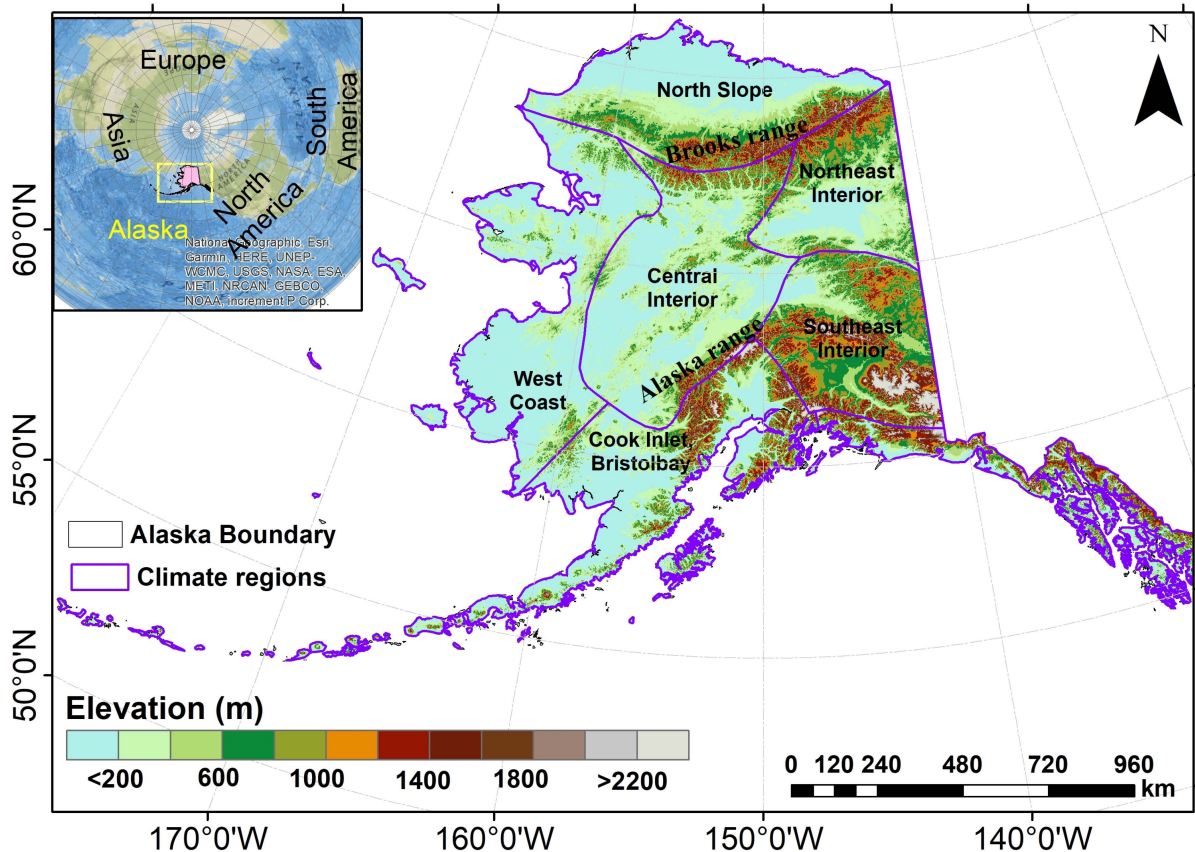 Europe
Asia
South
America
North
America
Alaska
National Geographic, Esri,
Garmin, HERE, UNEP-
WCMC, USGS, NASA, ESA,
METI, NRCAN, GEBCO,
NOAA, increment P Corp.
N
North Slope
Brooks range
Northeast
Interior
Central
Interior
Alaska range
Southeast
Interior
West
Coast
Cook Inlet,
Bristolbay
60°0'N
55°0'N
50°0'N
Alaska Boundary
Climate regions
Elevation (m)
<200 600 1000 1400 1800 >2200
0 120 240 480 720 960
km
170°0'W 160°0'W 150°0'W 140°0'W